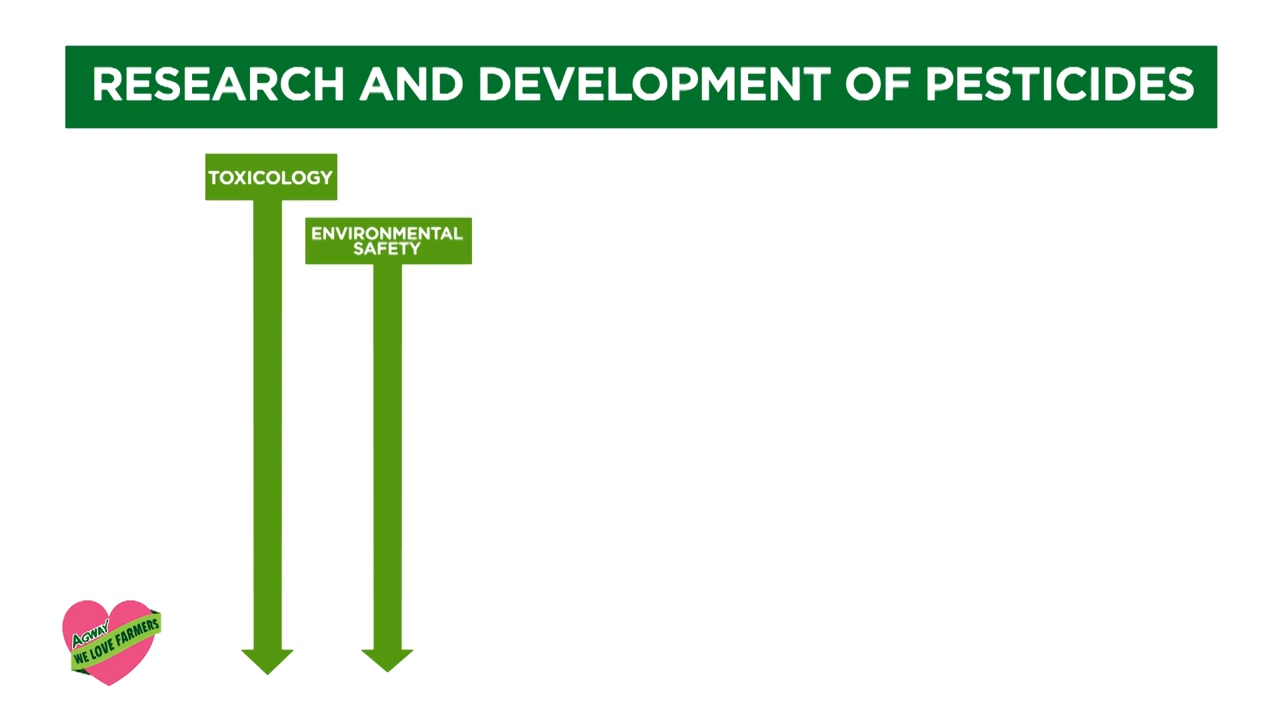 RESEARCH AND DEVELOPMENT OF PESTICIDES
TOXICOLOGY
ENVIRONMENTAL
SAFETY
AGWAY
WE LOVE FARMERS